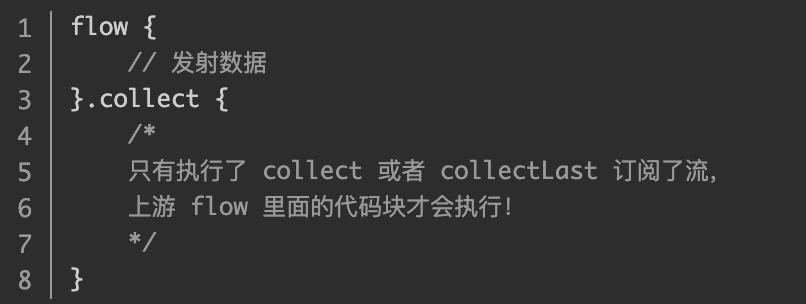 1 flow {
2     // 发射数据
3 }.collect {
4     /*
5     只有执行了 collect 或者 collectLast 订阅了流，
6     上游 flow 里面的代码块才会执行！
7     */
8 }